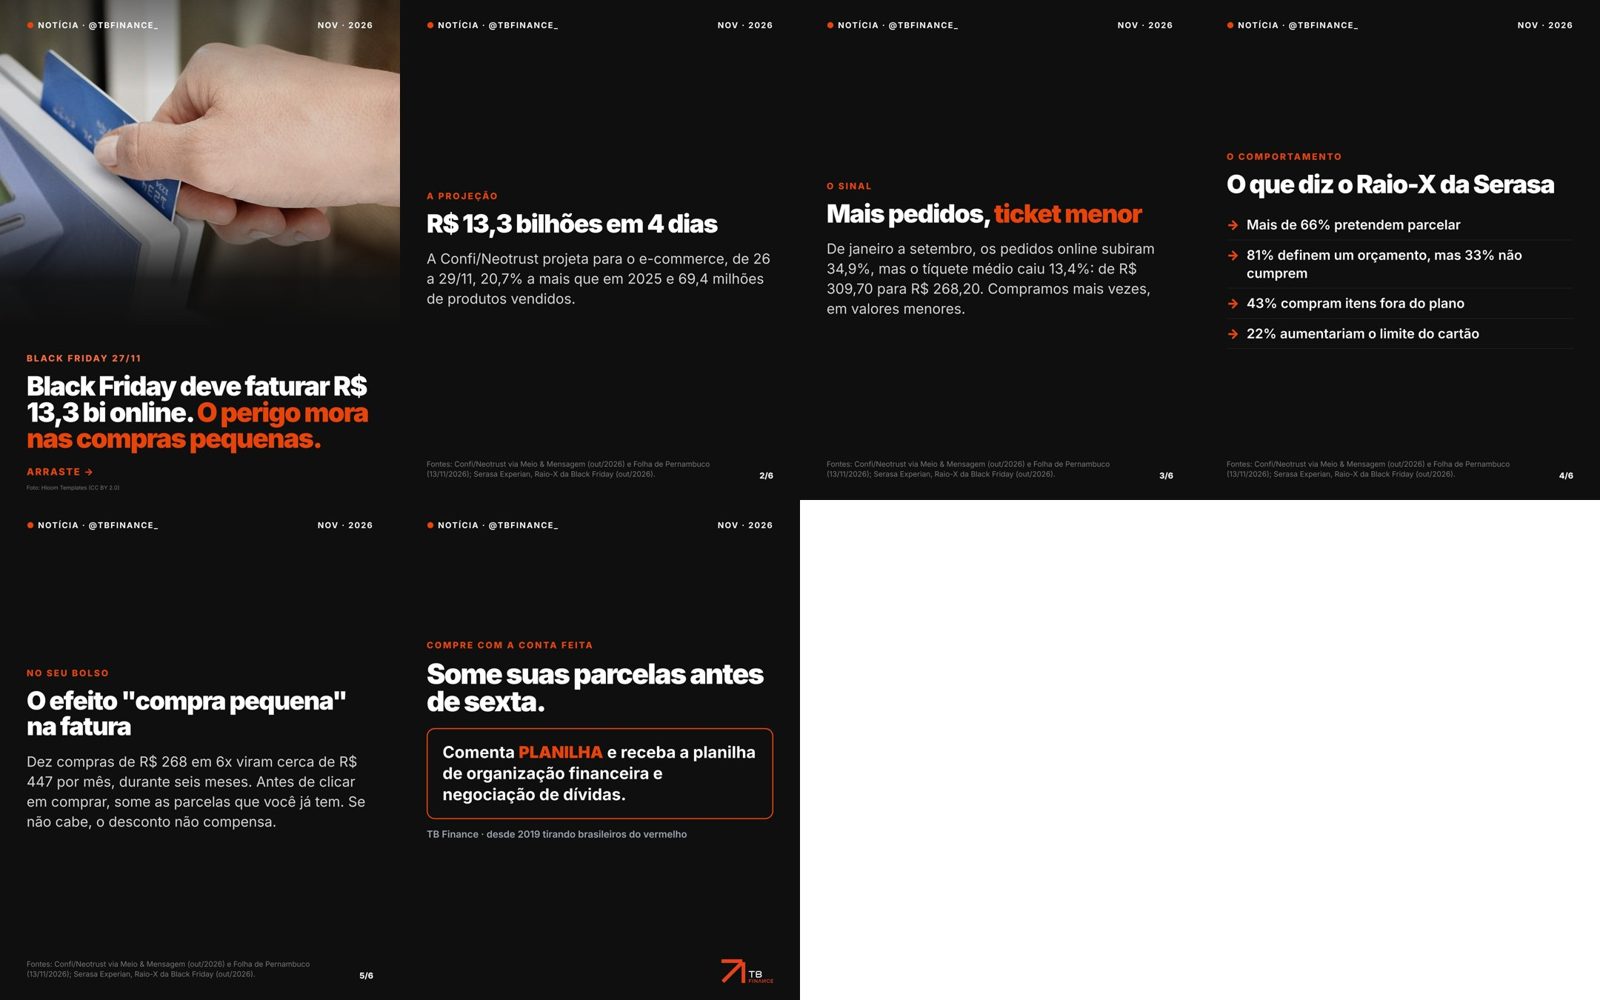 NOTÍCIA · @TBFINANCE_
NOV · 2026
BLACK FRIDAY 27/11
Black Friday deve faturar R$
13,3 bi online. O perigo mora
nas compras pequenas.
ARRASTE →
Foto: Hloom Templates (CC BY 2.0)
NOTÍCIA · @TBFINANCE_
NOV · 2026
A PROJEÇÃO
R$ 13,3 bilhões em 4 dias
A Confi/Neotrust projeta para o e-commerce, de 26
a 29/11, 20,7% a mais que em 2025 e 69,4 milhões
de produtos vendidos.
Fontes: Confi/Neotrust via Meio & Mensagem (out/2026) e Folha de Pernambuco
(13/11/2026); Serasa Experian, Raio-X da Black Friday (out/2026).
2/6
NOTÍCIA · @TBFINANCE_
NOV · 2026
O SINAL
Mais pedidos, ticket menor
De janeiro a setembro, os pedidos online subiram
34,9%, mas o tíquete médio caiu 13,4%: de R$
309,70 para R$ 268,20. Compramos mais vezes,
em valores menores.
Fontes: Confi/Neotrust via Meio & Mensagem (out/2026) e Folha de Pernambuco
(13/11/2026); Serasa Experian, Raio-X da Black Friday (out/2026).
3/6
NOTÍCIA · @TBFINANCE_
NOV · 2026
O COMPORTAMENTO
O que diz o Raio-X da Serasa
→ Mais de 66% pretendem parcelar
→ 81% definem um orçamento, mas 33% não
cumprem
→ 43% compram itens fora do plano
→ 22% aumentariam o limite do cartão
Fontes: Confi/Neotrust via Meio & Mensagem (out/2026) e Folha de Pernambuco
(13/11/2026); Serasa Experian, Raio-X da Black Friday (out/2026).
4/6
NOTÍCIA · @TBFINANCE_
NOV · 2026
NO SEU BOLSO
O efeito "compra pequena"
na fatura
Dez compras de R$ 268 em 6x viram cerca de R$
447 por mês, durante seis meses. Antes de clicar
em comprar, some as parcelas que você já tem. Se
não cabe, o desconto não compensa.
Fontes: Confi/Neotrust via Meio & Mensagem (out/2026) e Folha de Pernambuco
(13/11/2026); Serasa Experian, Raio-X da Black Friday (out/2026).
5/6
NOTÍCIA · @TBFINANCE_
NOV · 2026
COMPRE COM A CONTA FEITA
Some suas parcelas antes
de sexta.
Comenta PLANILHA e receba a planilha
de organização financeira e
negociação de dívidas.
TB Finance · desde 2019 tirando brasileiros do vermelho
TB
FINANCE